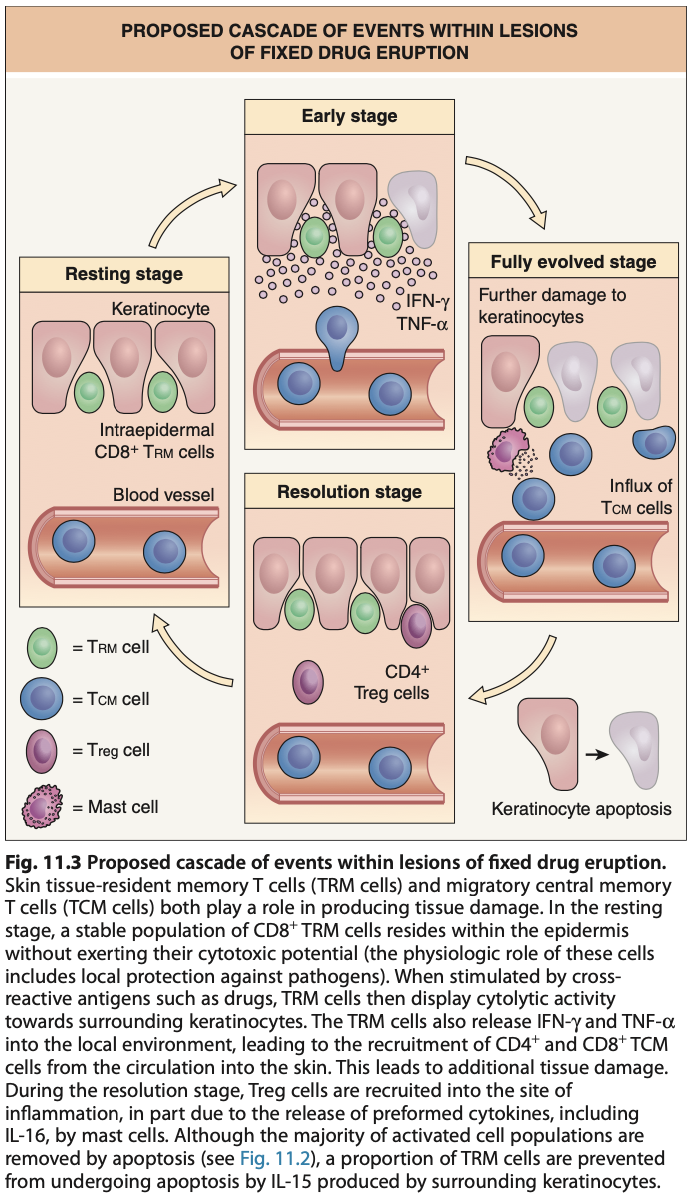 PROPOSED CASCADE OF EVENTS WITHIN LESIONS
OF FIXED DRUG ERUPTION
Early stage
IFN-γ
TNF-α
Resting stage
Keratinocyte
Intraepidermal
CD8⁺ TRM cells
Blood vessel
Fully evolved stage
Further damage to
keratinocytes
Influx of
TCM cells
Resolution stage
CD4⁺
Treg cells
= TRM cell
= TCM cell
= Treg cell
= Mast cell
Keratinocyte apoptosis
Fig. 11.3 Proposed cascade of events within lesions of fixed drug eruption.
Skin tissue-resident memory T cells (TRM cells) and migratory central memory
T cells (TCM cells) both play a role in producing tissue damage. In the resting
stage, a stable population of CD8⁺ TRM cells resides within the epidermis
without exerting their cytotoxic potential (the physiologic role of these cells
includes local protection against pathogens). When stimulated by cross-
reactive antigens such as drugs, TRM cells then display cytolytic activity
towards surrounding keratinocytes. The TRM cells also release IFN-γ and TNF-α
into the local environment, leading to the recruitment of CD4⁺ and CD8⁺ TCM
cells from the circulation into the skin. This leads to additional tissue damage.
During the resolution stage, Treg cells are recruited into the site of
inflammation, in part due to the release of preformed cytokines, including
IL-16, by mast cells. Although the majority of activated cell populations are
removed by apoptosis (see Fig. 11.2), a proportion of TRM cells are prevented
from undergoing apoptosis by IL-15 produced by surrounding keratinocytes.